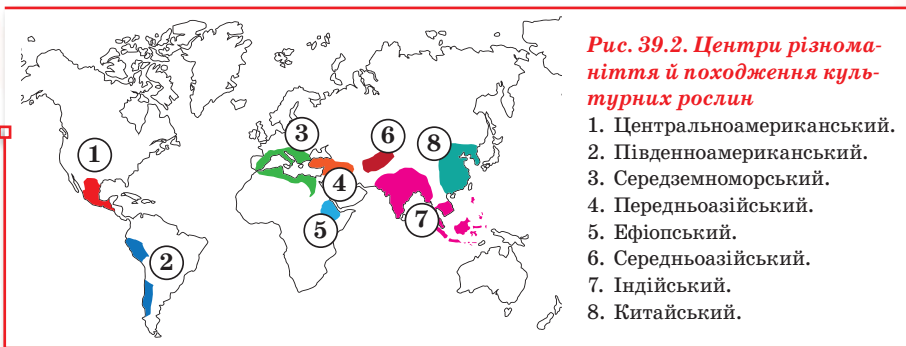 Рис. 39.2. Центри різнома-
ніття й походження куль-
турних рослин
1. Центральноамериканський.
2. Південноамериканський.
3. Середземноморський.
4. Передньоазійський.
5. Ефіопський.
6. Середньоазійський.
7. Індійський.
8. Китайський.
1
2
3
4
5
6
7
8